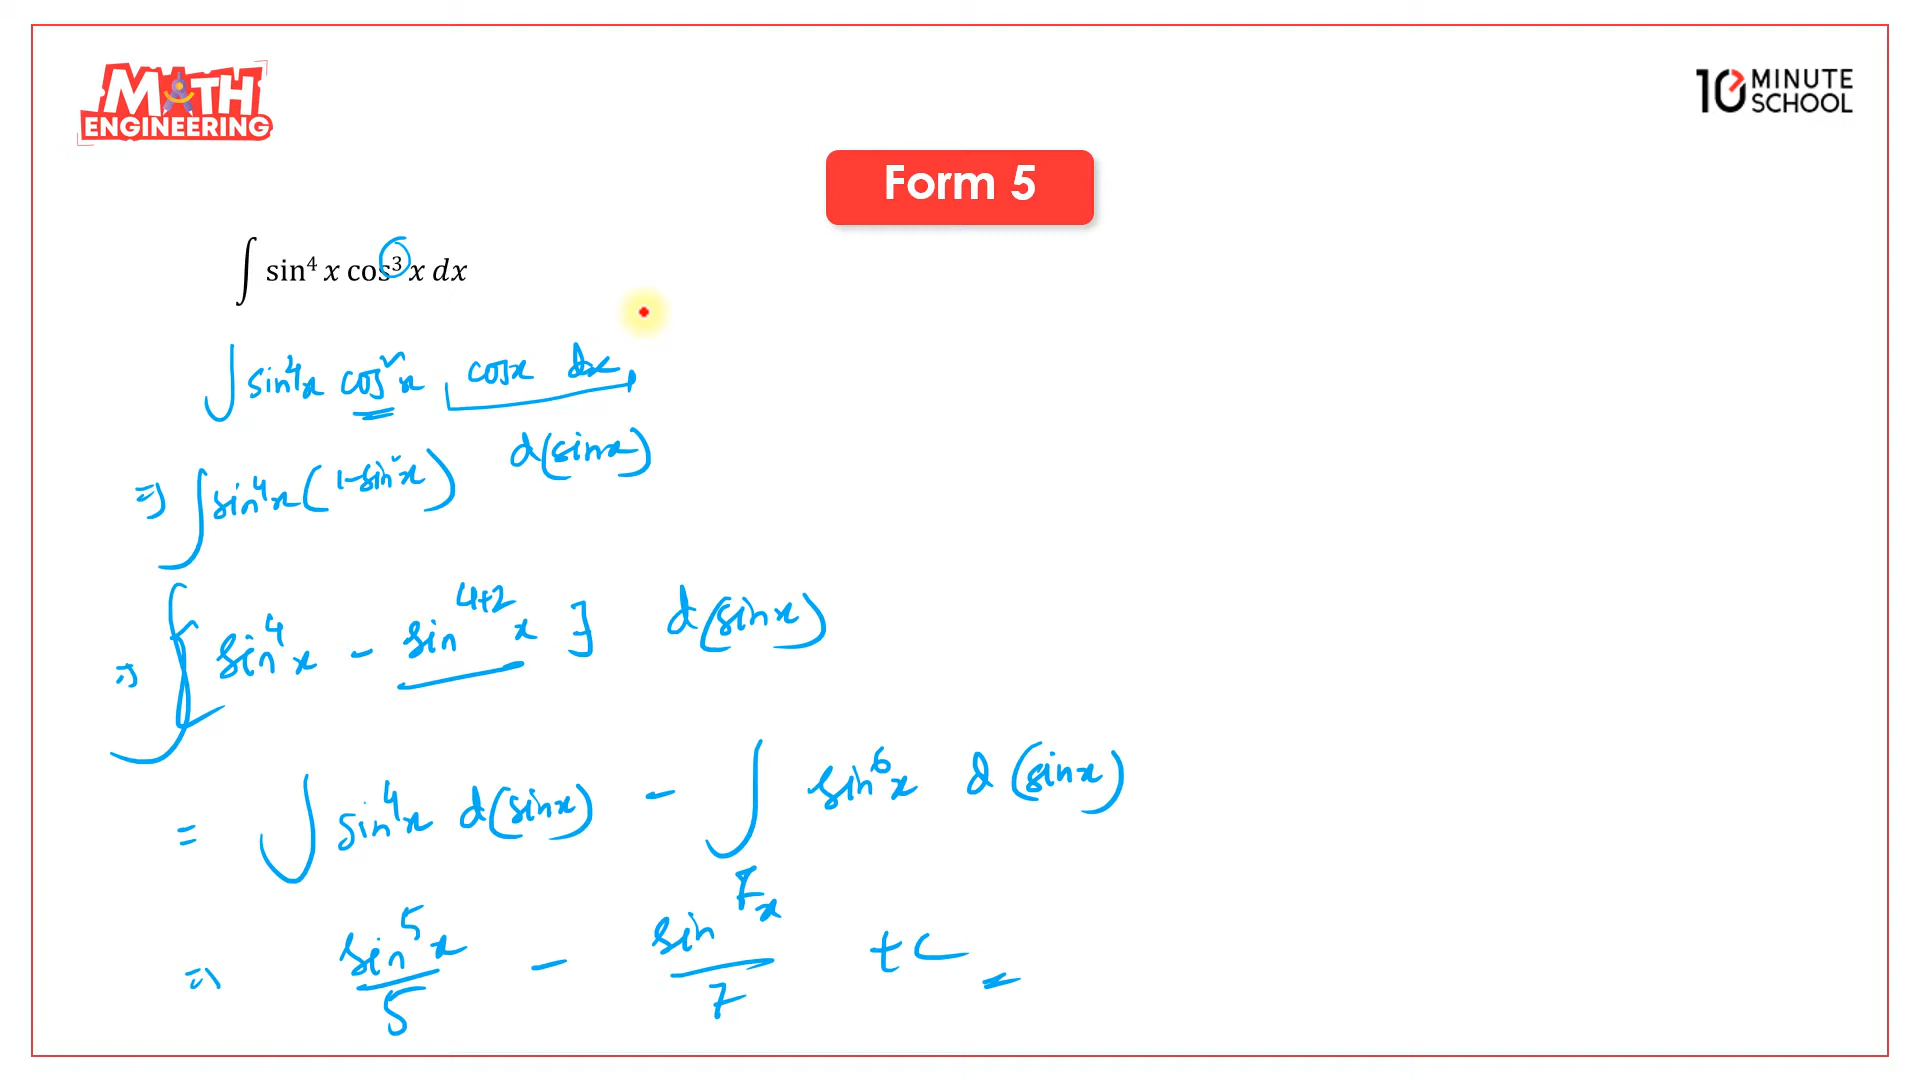 MATH
ENGINEERING
10 MINUTE
SCHOOL
Form 5
∫ sin⁴ x cos³ x dx
∫ sin⁴x cos²x cosx dx
d(sinx)
⇒ ∫ sin⁴x (1-sin²x)
⇒ ∫ [sin⁴x - sin⁴⁺²x] d(sinx)
= ∫ sin⁴x d(sinx) - ∫ sin⁶x d(sinx)
⇒ sin⁵x/5 - sin⁷x/7 + c